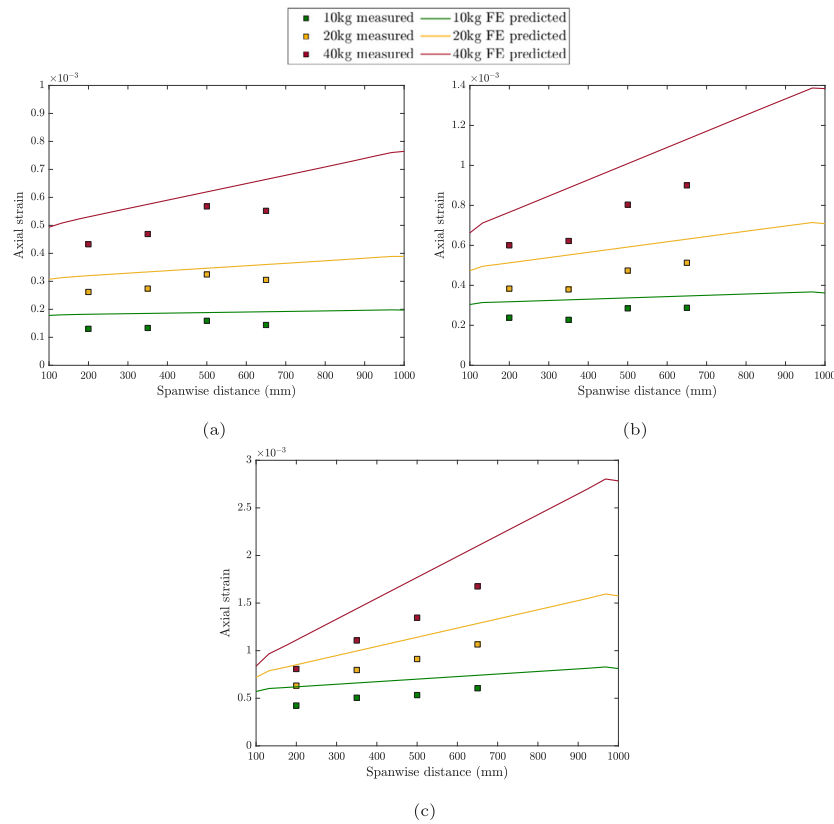 10kg measured 10kg FE predicted
20kg measured 20kg FE predicted
40kg measured 40kg FE predicted
×10⁻³
1
0.9
0.8
0.7
0.6
0.5
0.4
0.3
0.2
0.1
0
Axial strain
100 200 300 400 500 600 700 800 900 1000
Spanwise distance (mm)
(a)
×10⁻³
1.4
1.2
1
0.8
0.6
0.4
0.2
0
Axial strain
100 200 300 400 500 600 700 800 900 1000
Spanwise distance (mm)
(b)
×10⁻³
3
2.5
2
1.5
1
0.5
0
Axial strain
100 200 300 400 500 600 700 800 900 1000
Spanwise distance (mm)
(c)